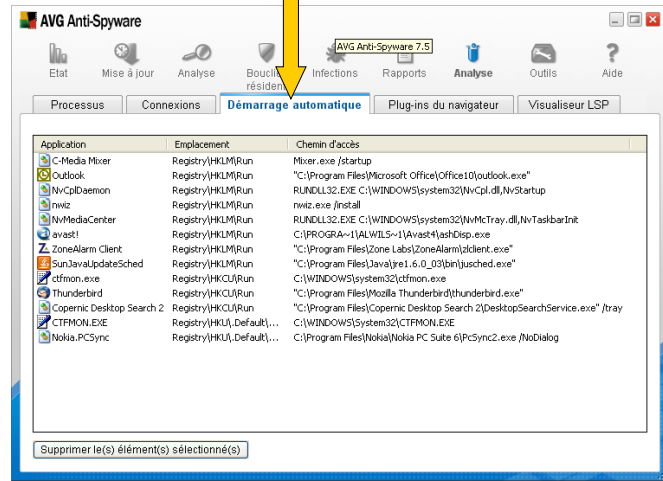 AVG Anti-Spyware
AVG Anti-Spyware 7.5
Etat Mise à jour Analyse Bouclier résident Infections Rapports Analyse Outils Aide
Processus Connexions Démarrage automatique Plug-ins du navigateur Visualiseur LSP
Application Emplacement Chemin d'accès
C-Media Mixer Registry\HKLM\Run Mixer.exe /startup
Outlook Registry\HKLM\Run "C:\Program Files\Microsoft Office\Office10\outlook.exe"
NvCplDaemon Registry\HKLM\Run RUNDLL32.EXE C:\WINDOWS\system32\NvCpl.dll,NvStartup
nwiz Registry\HKLM\Run nwiz.exe /install
NvMediaCenter Registry\HKLM\Run RUNDLL32.EXE C:\WINDOWS\system32\NvMcTray.dll,NvTaskbarInit
avast! Registry\HKLM\Run C:\PROGRA~1\ALWILS~1\Avast4\ashDisp.exe
ZoneAlarm Client Registry\HKLM\Run "C:\Program Files\Zone Labs\ZoneAlarm\zlclient.exe"
SunJavaUpdateSched Registry\HKLM\Run "C:\Program Files\Java\jre1.6.0_03\bin\jusched.exe"
ctfmon.exe Registry\HKCU\Run C:\WINDOWS\system32\ctfmon.exe
Thunderbird Registry\HKCU\Run "C:\Program Files\Mozilla Thunderbird\thunderbird.exe"
Copernic Desktop Search 2 Registry\HKCU\Run "C:\Program Files\Copernic Desktop Search 2\DesktopSearchService.exe" /tray
CTFMON.EXE Registry\HKU\.Default\... C:\WINDOWS\System32\CTFMON.EXE
Nokia.PCSync Registry\HKU\.Default\... C:\Program Files\Nokia\Nokia PC Suite 6\PcSync2.exe /NoDialog
Supprimer le(s) élément(s) sélectionné(s)